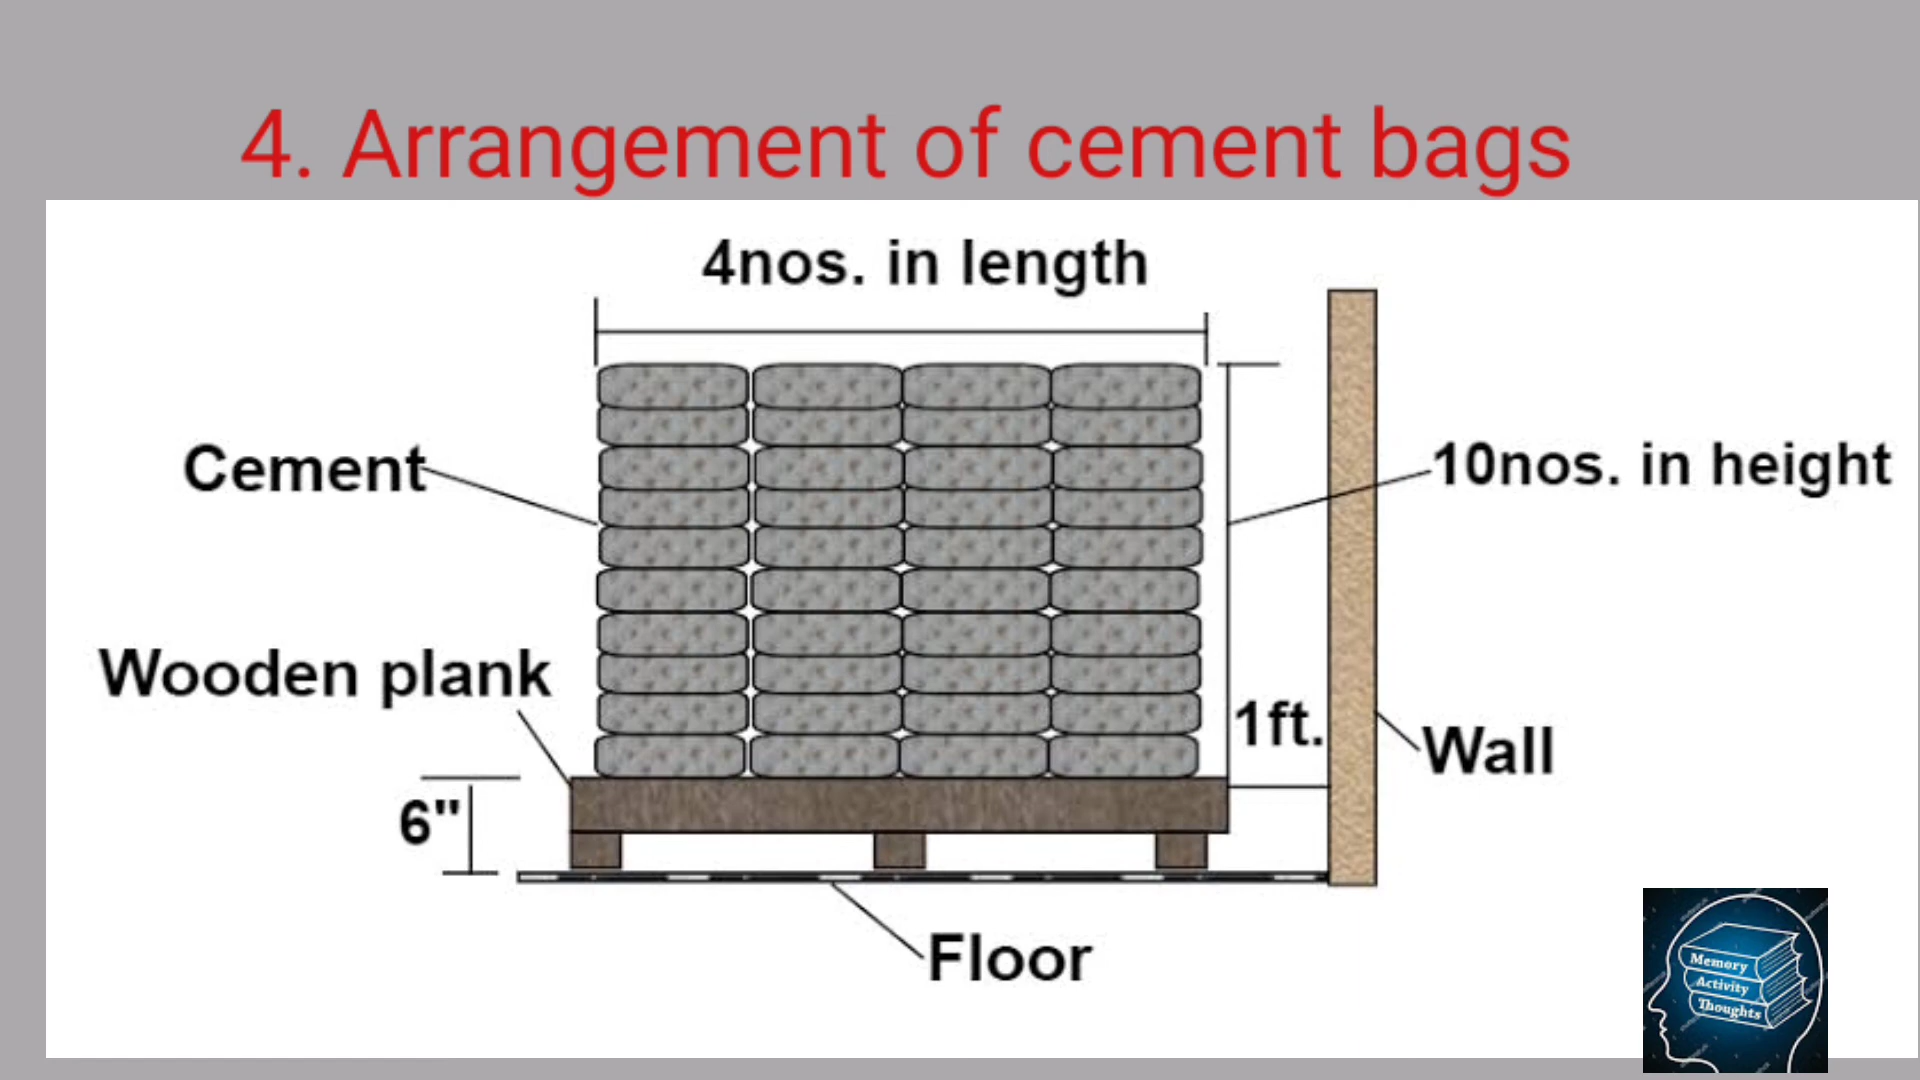 4. Arrangement of cement bags
4nos. in length
Cement
10nos. in height
Wooden plank
1ft.
Wall
6"
Floor
Memory
Activity
Thoughts